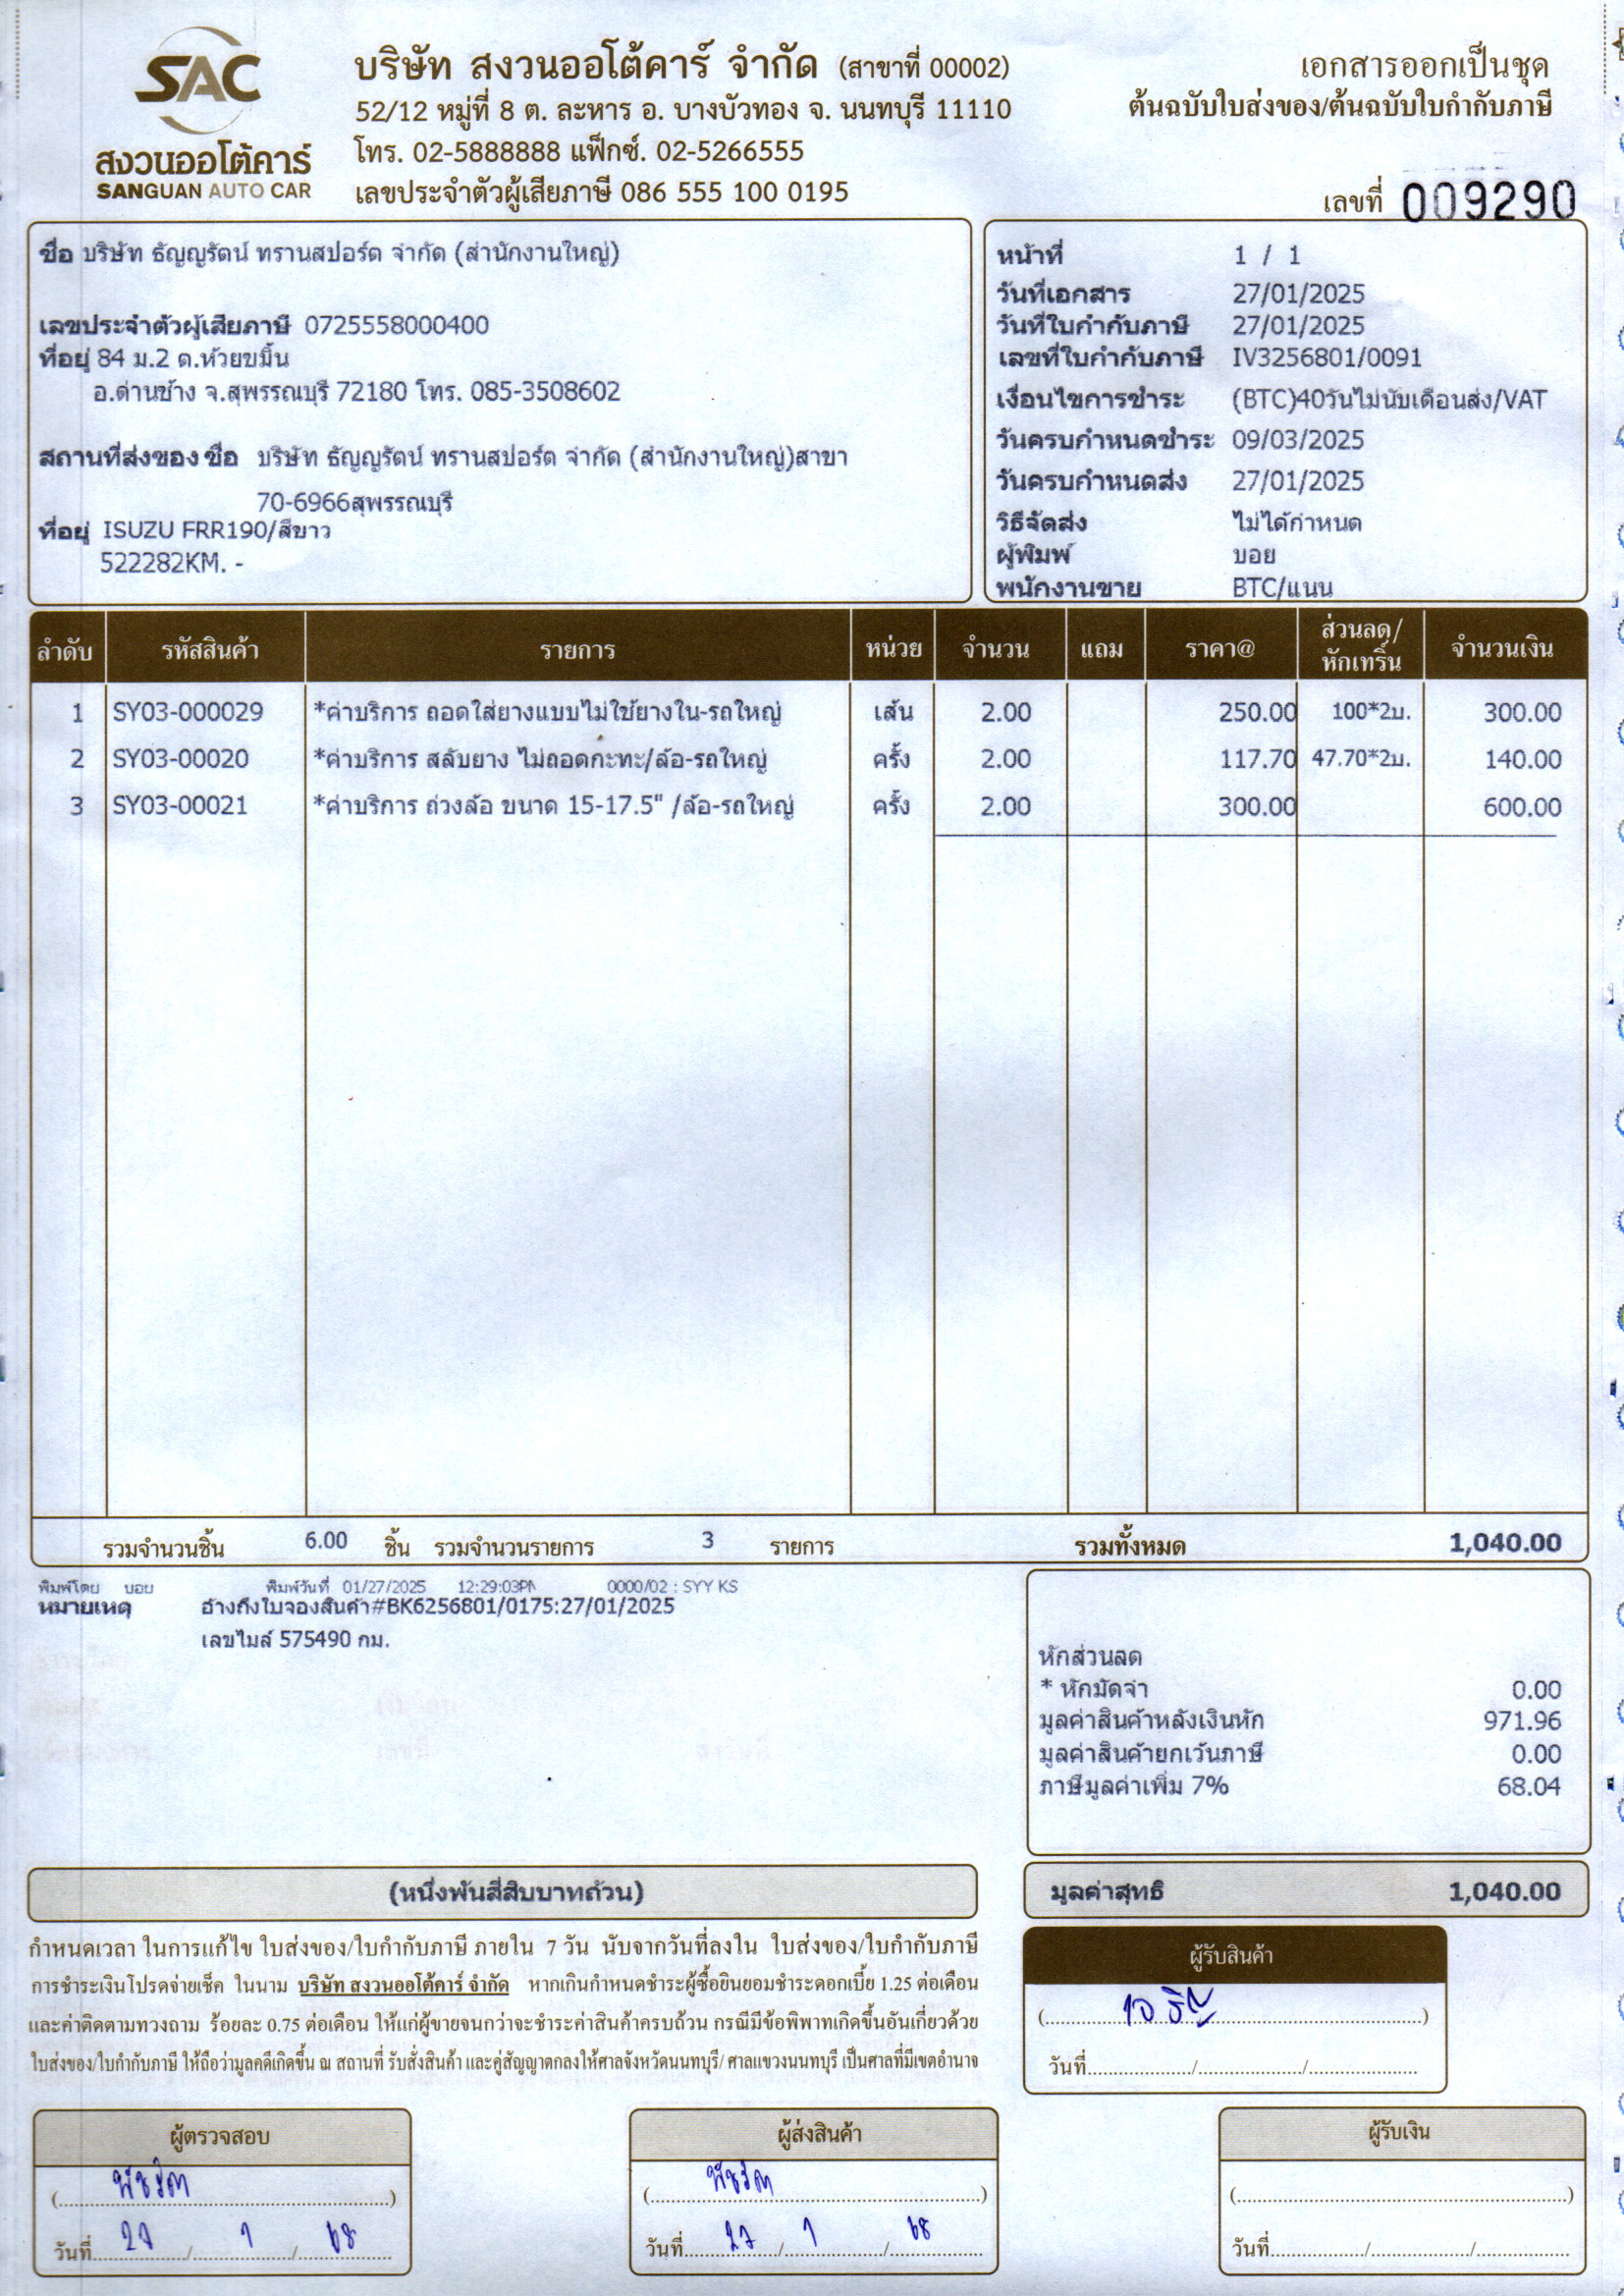 SAC
สงวนออโต้คาร์
SANGUAN AUTO CAR
บริษัท สงวนออโต้คาร์ จำกัด (สาขาที่ 00002)
52/12 หมู่ที่ 8 ต. ละหาร อ. บางบัวทอง จ. นนทบุรี 11110
โทร. 02-5888888 แฟ็กซ์. 02-5266555
เลขประจำตัวผู้เสียภาษี 086 555 100 0195
เอกสารออกเป็นชุด
ต้นฉบับใบส่งของ/ต้นฉบับใบกำกับภาษี
เลขที่ 009290
ชื่อ บริษัท ธัญญรัตน์ ทรานสปอร์ต จำกัด (สำนักงานใหญ่)
เลขประจำตัวผู้เสียภาษี 0725558000400
ที่อยู่ 84 ม.2 ต.ห้วยขมิ้น
อ.ด่านช้าง จ.สุพรรณบุรี 72180 โทร. 085-3508602
สถานที่ส่งของ ชื่อ บริษัท ธัญญรัตน์ ทรานสปอร์ต จำกัด (สำนักงานใหญ่)สาขา
70-6966สุพรรณบุรี
ที่อยู่ ISUZU FRR190/สีขาว
522282KM. -
หน้าที่ 1 / 1
วันที่เอกสาร 27/01/2025
วันที่ใบกำกับภาษี 27/01/2025
เลขที่ใบกำกับภาษี IV3256801/0091
เงื่อนไขการชำระ (BTC)40วันไม่นับเดือนส่ง/VAT
วันครบกำหนดชำระ 09/03/2025
วันครบกำหนดส่ง 27/01/2025
วิธีจัดส่ง ไม่ได้กำหนด
ผู้พิมพ์ บอย
พนักงานขาย BTC/แนน
ลำดับ รหัสสินค้า รายการ หน่วย จำนวน แถม ราคา@ ส่วนลด/หักเทริ์น จำนวนเงิน
1 SY03-000029 *ค่าบริการ ถอดใส่ยางแบบไม่ใช้ยางใน-รถใหญ่ เส้น 2.00 250.00 100*2บ. 300.00
2 SY03-00020 *ค่าบริการ สลับยาง ไม่ถอดกะทะ/ล้อ-รถใหญ่ ครั้ง 2.00 117.70 47.70*2บ. 140.00
3 SY03-00021 *ค่าบริการ ถ่วงล้อ ขนาด 15-17.5" /ล้อ-รถใหญ่ ครั้ง 2.00 300.00 600.00
รวมจำนวนชิ้น 6.00 ชิ้น รวมจำนวนรายการ 3 รายการ รวมทั้งหมด 1,040.00
พิมพ์โดย บอย พิมพ์วันที่ 01/27/2025 12:29:03PM 0000/02 : SYY KS
หมายเหตุ อ้างถึงใบจองสินค้า#BK6256801/0175:27/01/2025
เลขไมล์ 575490 กม.
หักส่วนลด
* หักมัดจำ 0.00
มูลค่าสินค้าหลังเงินหัก 971.96
มูลค่าสินค้ายกเว้นภาษี 0.00
ภาษีมูลค่าเพิ่ม 7% 68.04
(หนึ่งพันสี่สิบบาทถ้วน)
มูลค่าสุทธิ 1,040.00
กำหนดเวลา ในการแก้ไข ใบส่งของ/ใบกำกับภาษี ภายใน 7 วัน นับจากวันที่ลงใน ใบส่งของ/ใบกำกับภาษี
การชำระเงินโปรดจ่ายเช็ค ในนาม บริษัท สงวนออโต้คาร์ จำกัด หากเกินกำหนดชำระผู้ซื้อยินยอมชำระดอกเบี้ย 1.25 ต่อเดือน
และค่าติดตามทวงถาม ร้อยละ 0.75 ต่อเดือน ให้แก่ผู้ขายจนกว่าจะชำระค่าสินค้าครบถ้วน กรณีมีข้อพิพาทเกิดขึ้นอันเกี่ยวด้วย
ใบส่งของ/ใบกำกับภาษี ให้ถือว่ามูลคดีเกิดขึ้น ณ สถานที่ รับสั่งสินค้า และคู่สัญญาตกลงให้ศาลจังหวัดนนทบุรี/ ศาลแขวงนนทบุรี เป็นศาลที่มีเขตอำนาจ
ผู้รับสินค้า
วันที่ / /
ผู้ตรวจสอบ
วันที่ 27 / 1 / 68
ผู้ส่งสินค้า
วันที่ 27 / 1 / 68
ผู้รับเงิน
วันที่ / /